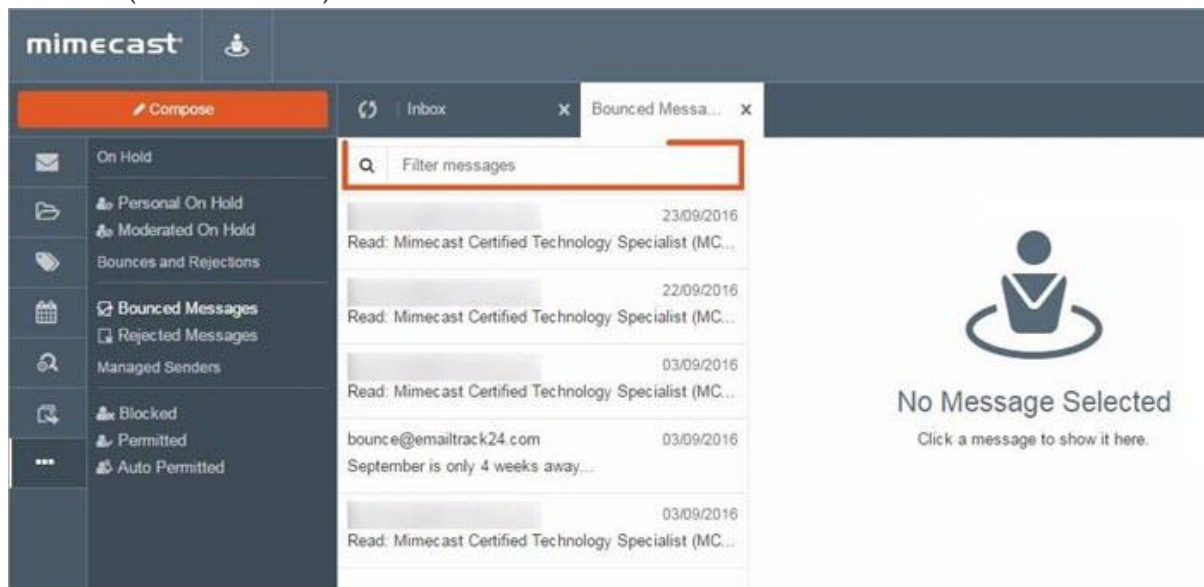 mimecast
Compose
Inbox X Bounced Messa... X
On Hold
Personal On Hold
Moderated On Hold
Bounces and Rejections
Bounced Messages
Rejected Messages
Managed Senders
Blocked
Permitted
Auto Permitted
Filter messages
23/09/2016
Read: Mimecast Certified Technology Specialist (MC...
22/09/2016
Read: Mimecast Certified Technology Specialist (MC...
03/09/2016
Read: Mimecast Certified Technology Specialist (MC...
bounce@emailtrack24.com 03/09/2016
September is only 4 weeks away...
03/09/2016
Read: Mimecast Certified Technology Specialist (MC...
No Message Selected
Click a message to show it here.